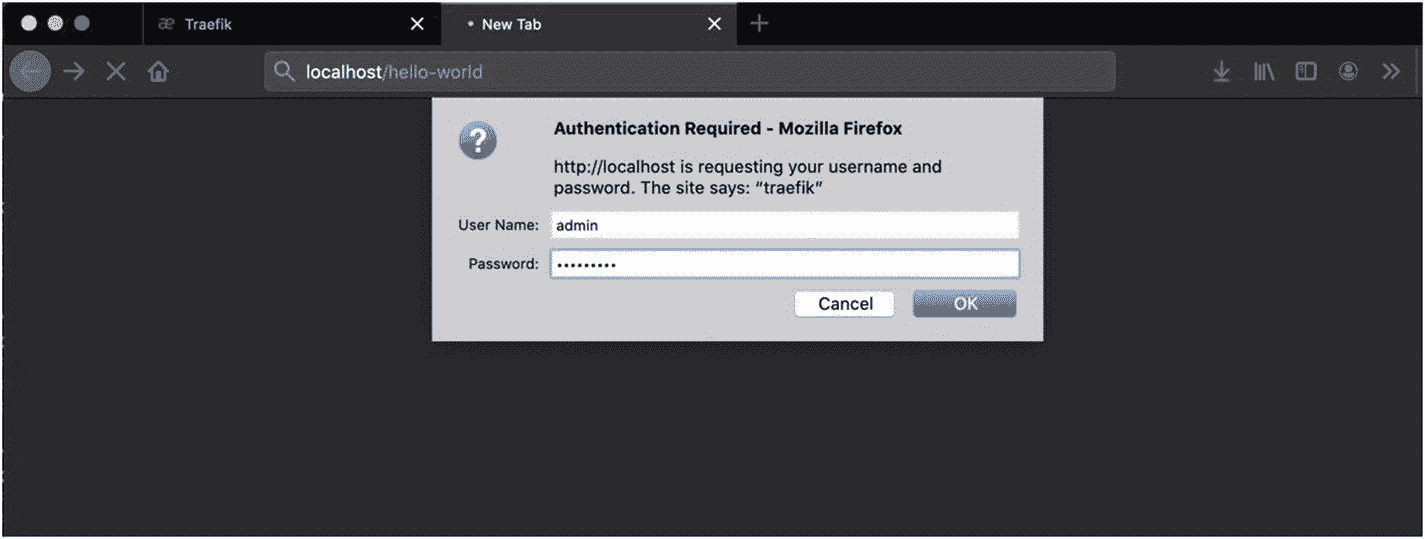 æ Traefik
• New Tab
localhost/hello-world
Authentication Required - Mozilla Firefox
http://localhost is requesting your username and
password. The site says: “traefik”
User Name: admin
Password: •••••••••
Cancel OK